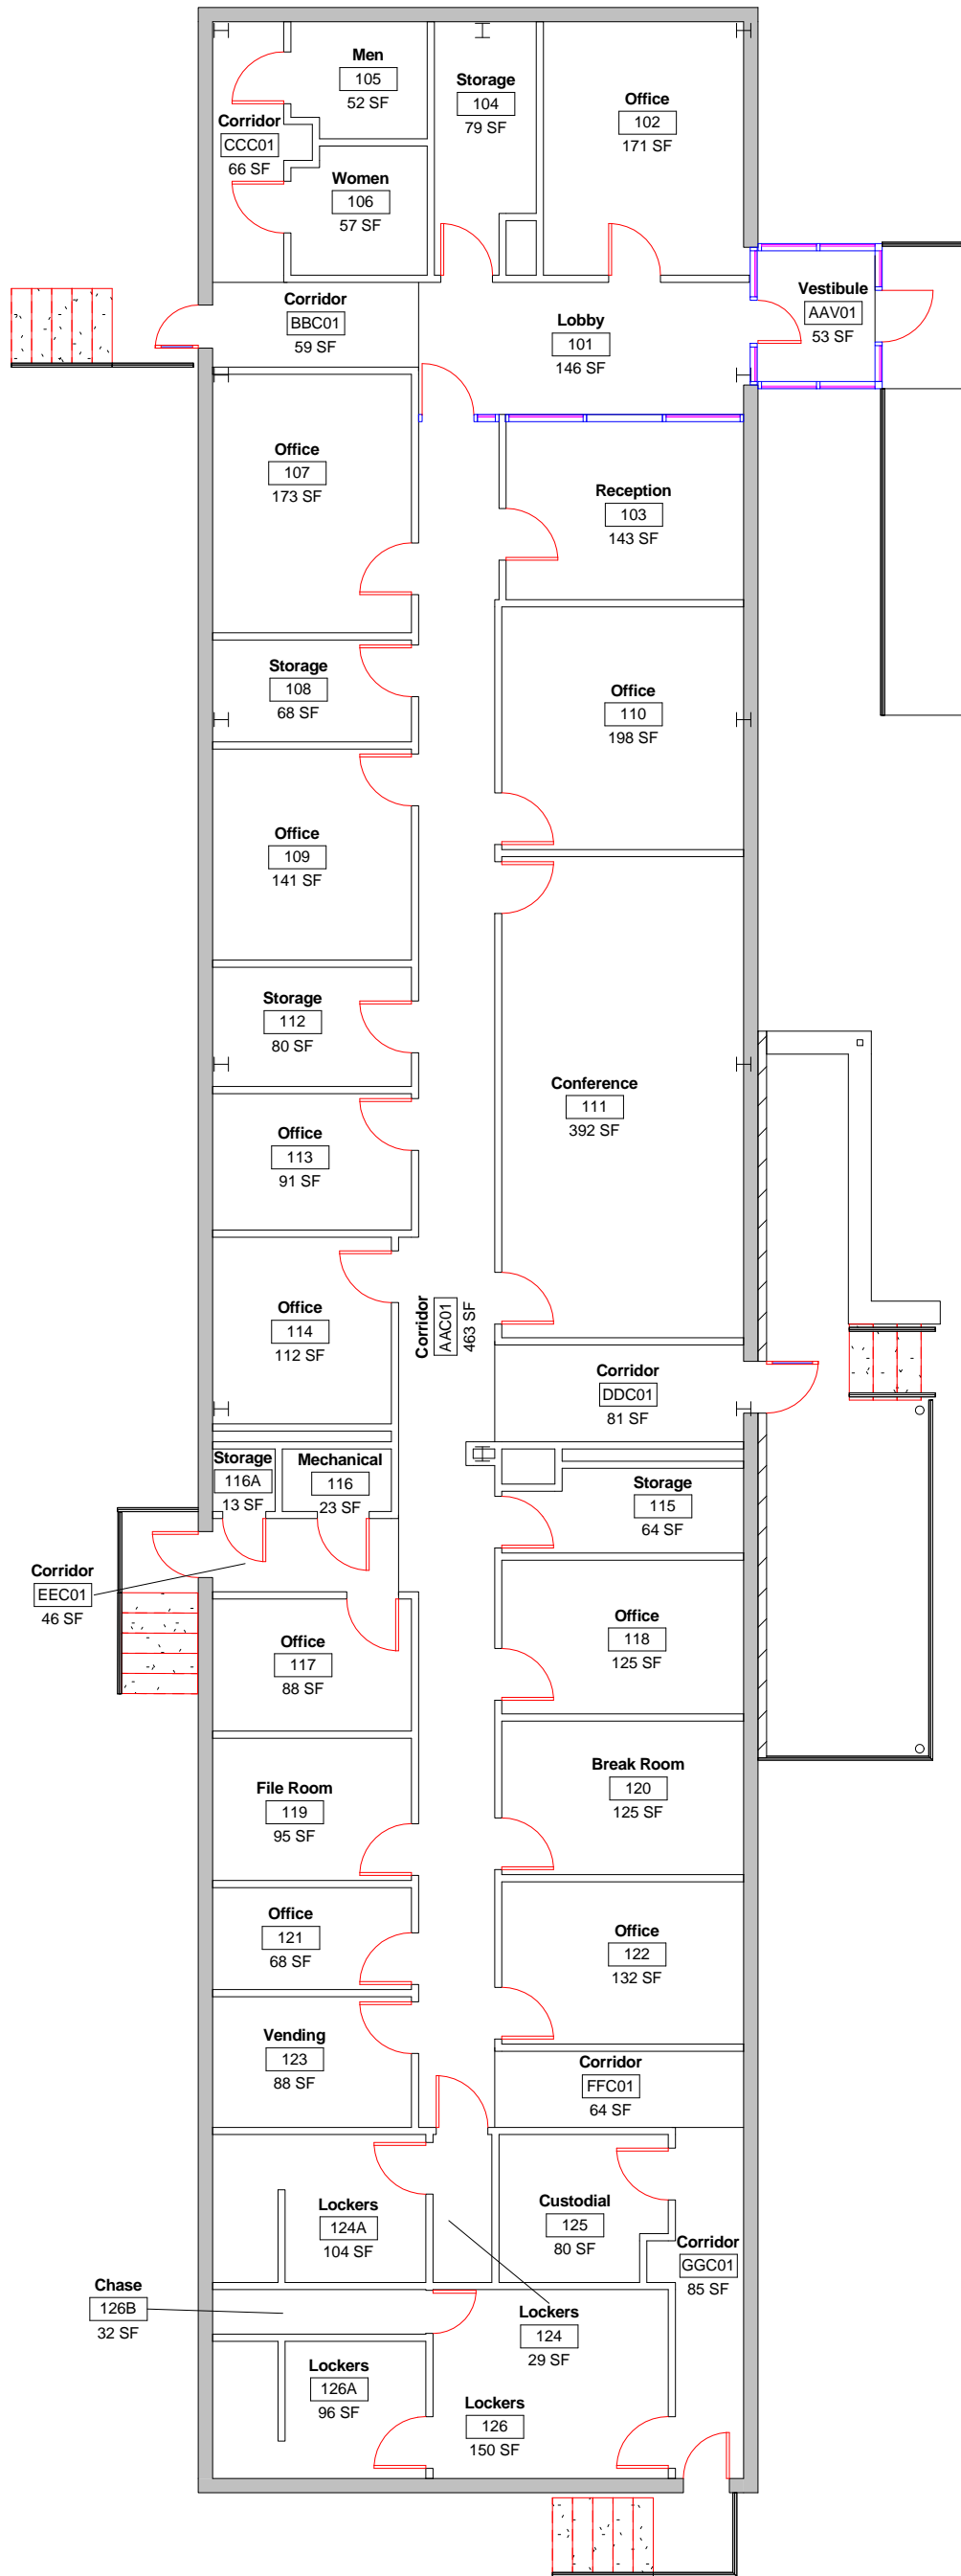 Men
105
52 SF
Storage
104
79 SF
Office
102
171 SF
Corridor
CCC01
66 SF
Women
106
57 SF
Corridor
BBC01
59 SF
Lobby
101
146 SF
Vestibule
AAV01
53 SF
Office
107
173 SF
Reception
103
143 SF
Storage
108
68 SF
Office
110
198 SF
Office
109
141 SF
Storage
112
80 SF
Conference
111
392 SF
Office
113
91 SF
Office
114
112 SF
Corridor
AAC01
463 SF
Corridor
DDC01
81 SF
Storage
116A
13 SF
Mechanical
116
23 SF
Storage
115
64 SF
Corridor
EEC01
46 SF
Office
117
88 SF
Office
118
125 SF
File Room
119
95 SF
Break Room
120
125 SF
Office
121
68 SF
Office
122
132 SF
Vending
123
88 SF
Corridor
FFC01
64 SF
Lockers
124A
104 SF
Custodial
125
80 SF
Corridor
GGC01
85 SF
Chase
126B
32 SF
Lockers
124
29 SF
Lockers
126A
96 SF
Lockers
126
150 SF